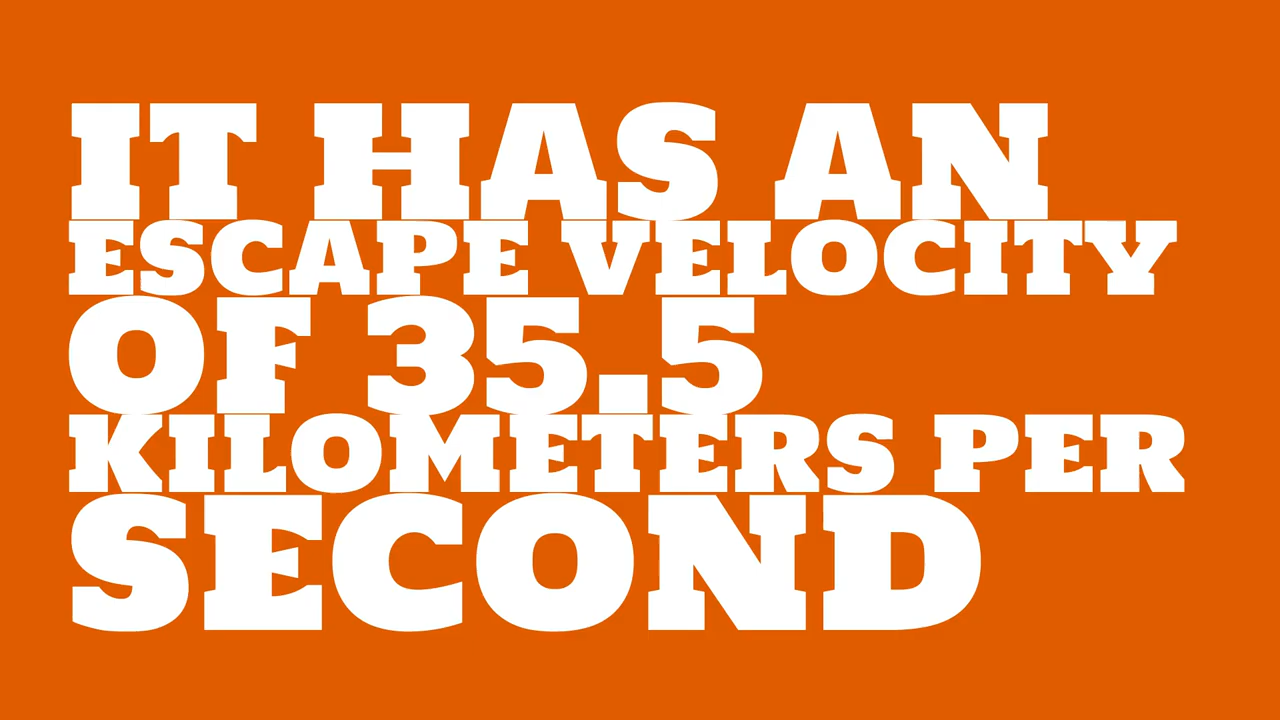 IT HAS AN
ESCAPE VELOCITY
OF 35.5
KILOMETERS PER
SECOND